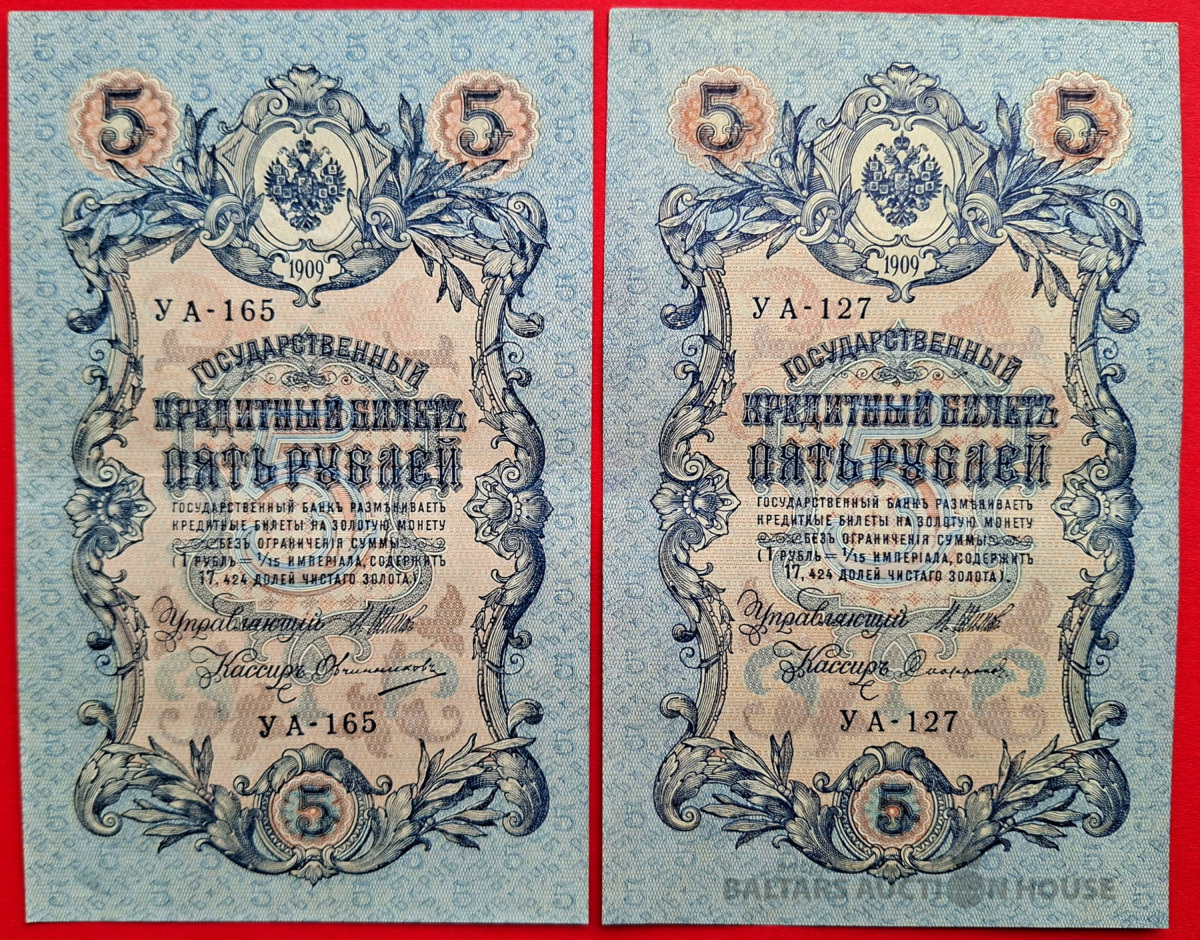 5 5
1909
УА-165
ГОСУДАРСТВЕННЫЙ
КРЕДИТНЫЙ БИЛЕТЪ
ПЯТЬ РУБЛЕЙ
ГОСУДАРСТВЕННЫЙ БАНКЪ РАЗМѢНИВАЕТЪ
КРЕДИТНЫЕ БИЛЕТЫ НА ЗОЛОТУЮ МОНЕТУ
БЕЗЪ ОГРАНИЧЕНІЯ СУММЫ
(1 РУБЛЬ = 1/15 ИМПЕРІАЛА, СОДЕРЖИТЪ
17,424 ДОЛЕЙ ЧИСТАГО ЗОЛОТА).
Управляющій
Кассиръ Овчинниковъ
УА-165
5
5 5
1909
УА-127
ГОСУДАРСТВЕННЫЙ
КРЕДИТНЫЙ БИЛЕТЪ
ПЯТЬ РУБЛЕЙ
ГОСУДАРСТВЕННЫЙ БАНКЪ РАЗМѢНИВАЕТЪ
КРЕДИТНЫЕ БИЛЕТЫ НА ЗОЛОТУЮ МОНЕТУ
БЕЗЪ ОГРАНИЧЕНІЯ СУММЫ
(1 РУБЛЬ = 1/15 ИМПЕРІАЛА, СОДЕРЖИТЪ
17,424 ДОЛЕЙ ЧИСТАГО ЗОЛОТА).
Управляющій
Кассиръ
УА-127
5
BALTARS AUCTION HOUSE